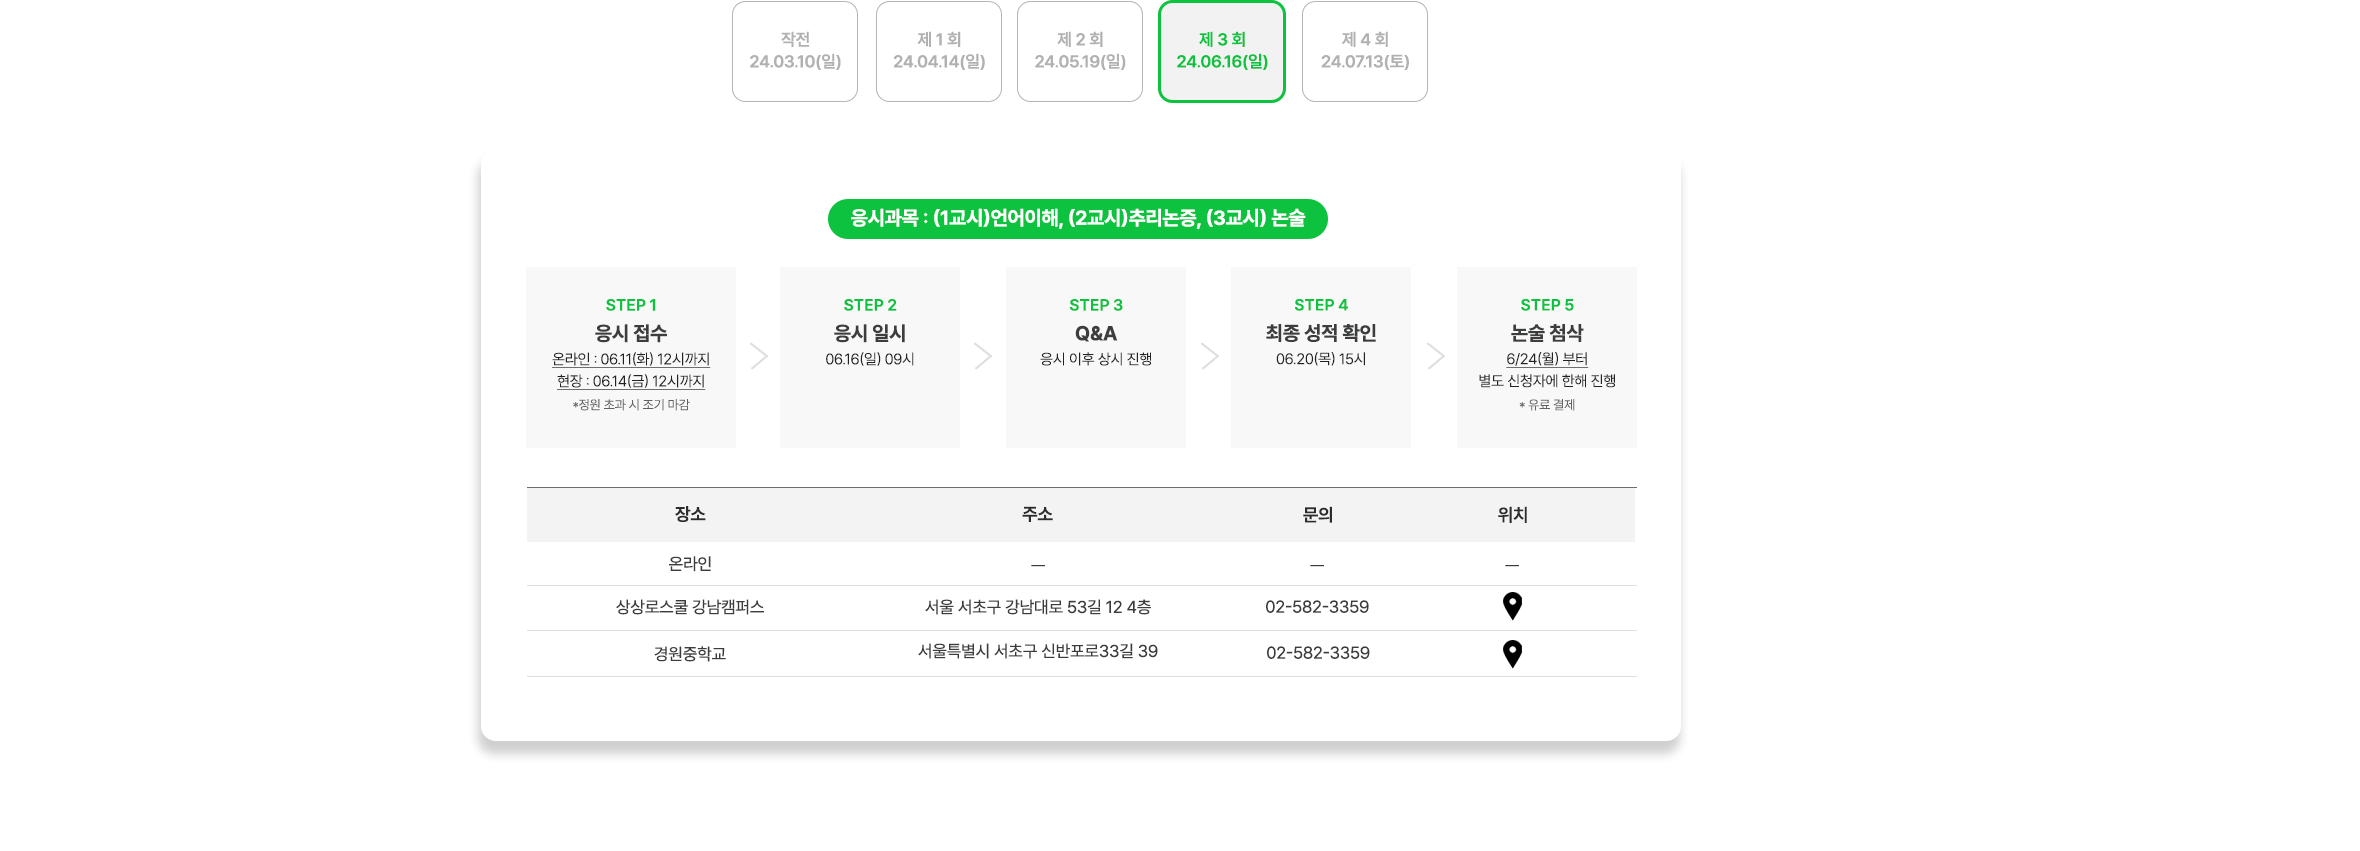 작전
24.03.10(일)
제 1 회
24.04.14(일)
제 2 회
24.05.19(일)
제 3 회
24.06.16(일)
제 4 회
24.07.13(토)
응시과목 : (1교시)언어이해, (2교시)추리논증, (3교시) 논술
STEP 1
응시 접수
온라인 : 06.11(화) 12시까지
현장 : 06.14(금) 12시까지
*정원 초과 시 조기 마감
STEP 2
응시 일시
06.16(일) 09시
STEP 3
Q&A
응시 이후 상시 진행
STEP 4
최종 성적 확인
06.20(목) 15시
STEP 5
논술 첨삭
6/24(월) 부터
별도 신청자에 한해 진행
* 유료 결제
장소 주소 문의 위치
온라인 — — —
상상로스쿨 강남캠퍼스 서울 서초구 강남대로 53길 12 4층 02-582-3359
경원중학교 서울특별시 서초구 신반포로33길 39 02-582-3359